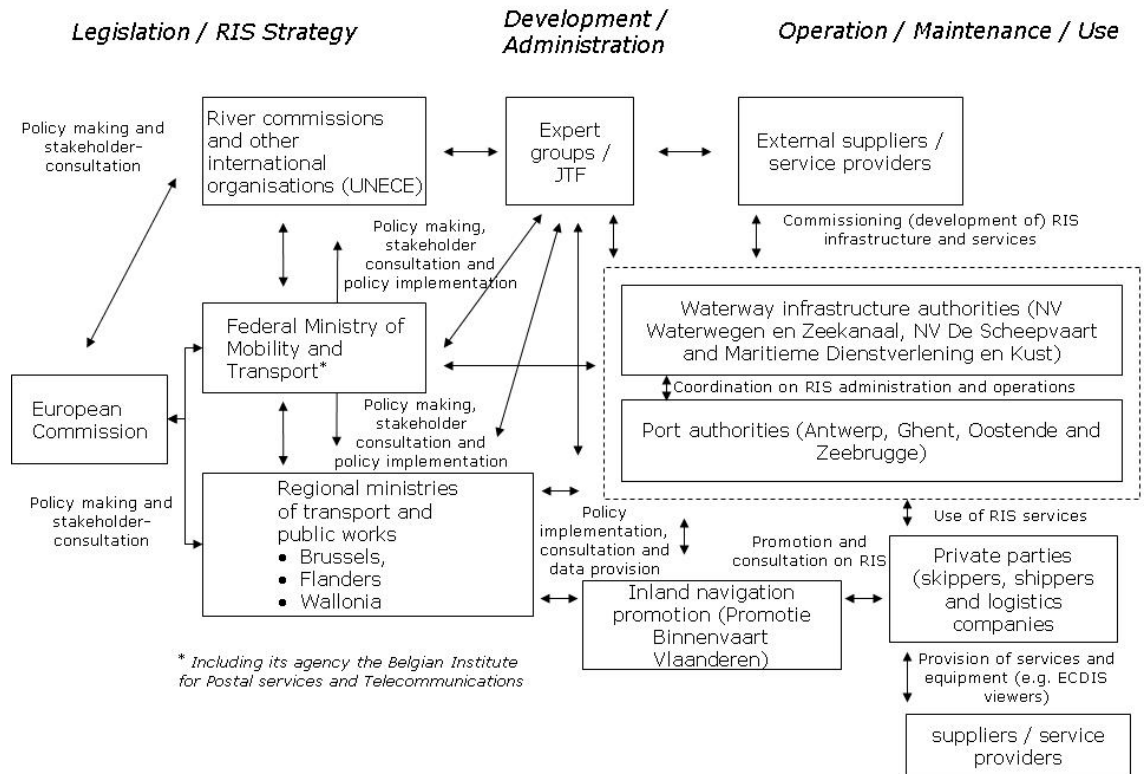 Legislation / RIS Strategy
Development /
Administration
Operation / Maintenance / Use
Policy making and
stakeholder-
consultation
River commissions
and other
international
organisations (UNECE)
Expert
groups /
JTF
External suppliers /
service providers
Policy making,
stakeholder
consultation and
policy implementation
Commissioning (development of) RIS
infrastructure and services
Federal Ministry of
Mobility and
Transport*
Waterway infrastructure authorities (NV
Waterwegen en Zeekanaal, NV De Scheepvaart
and Maritieme Dienstverlening en Kust)
Coordination on RIS administration and operations
Port authorities (Antwerp, Ghent, Oostende and
Zeebrugge)
European
Commission
Policy making,
stakeholder
consultation and
policy implementation
Policy making and
stakeholder-
consultation
Regional ministries
of transport and
public works
• Brussels,
• Flanders
• Wallonia
Policy
implementation,
consultation and
data provision
Use of RIS services
Promotion and
consultation on RIS
Private parties
(skippers, shippers
and logistics
companies
Inland navigation
promotion (Promotie
Binnenvaart
Vlaanderen)
* Including its agency the Belgian Institute
for Postal services and Telecommunications
Provision of services and
equipment (e.g. ECDIS
viewers)
suppliers / service
providers